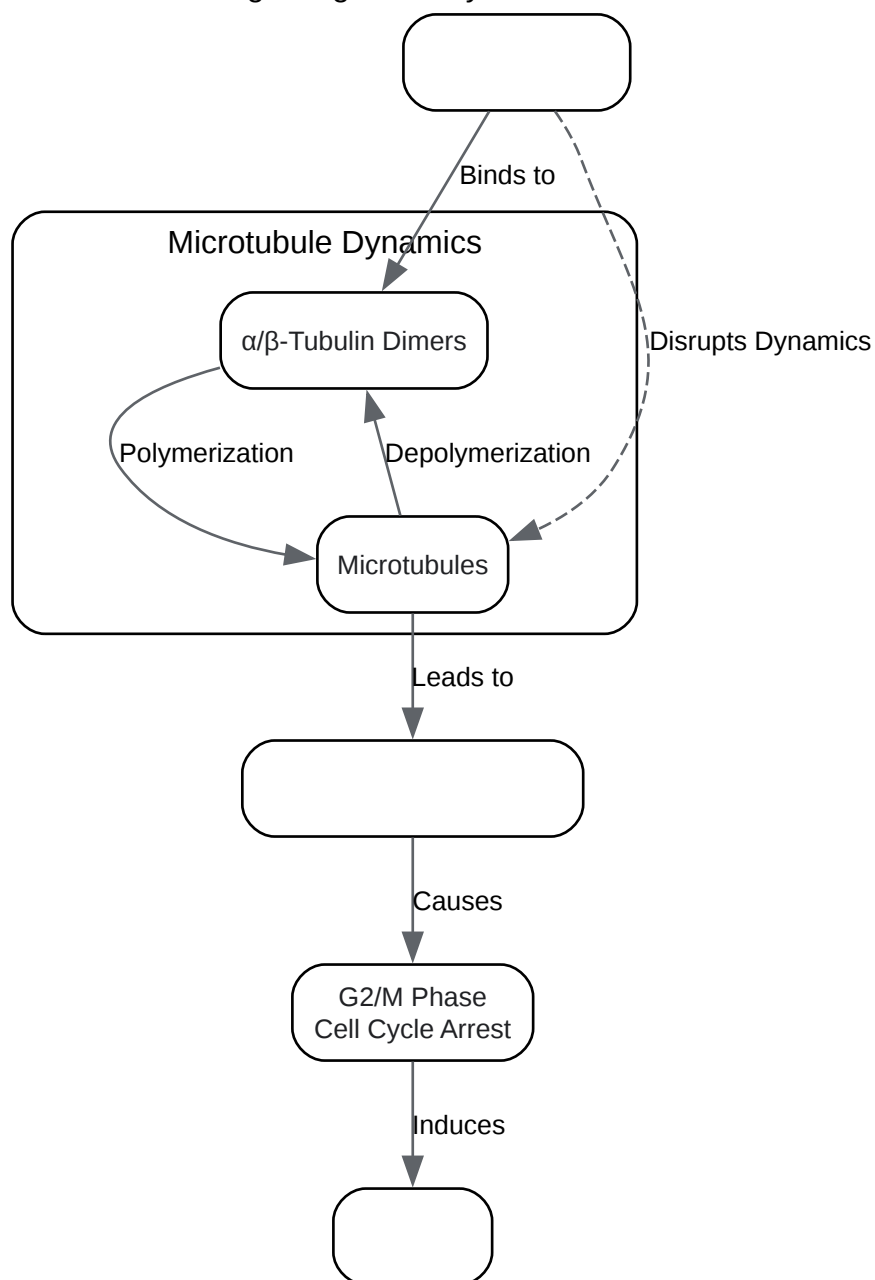 Binds to
Microtubule Dynamics
α/β-Tubulin Dimers
Disrupts Dynamics
Polymerization
Depolymerization
Microtubules
Leads to
Causes
G2/M Phase
Cell Cycle Arrest
Induces